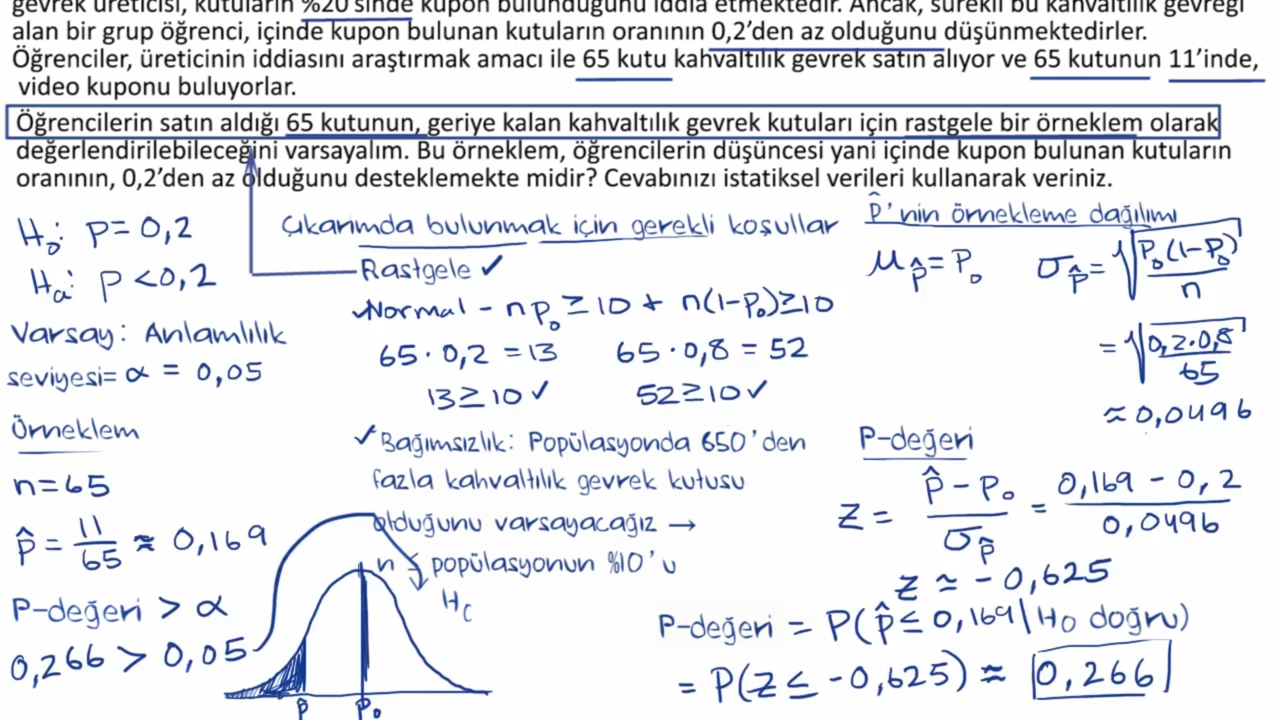 gevrek üreticisi, kutuların %20'sinde kupon bulunduğunu iddia etmektedir. Ancak, sürekli bu kahvaltılık gevreği
alan bir grup öğrenci, içinde kupon bulunan kutuların oranının 0,2'den az olduğunu düşünmektedirler.
Öğrenciler, üreticinin iddiasını araştırmak amacı ile 65 kutu kahvaltılık gevrek satın alıyor ve 65 kutunun 11'inde,
video kuponu buluyorlar.
Öğrencilerin satın aldığı 65 kutunun, geriye kalan kahvaltılık gevrek kutuları için rastgele bir örneklem olarak
değerlendirilebileceğini varsayalım. Bu örneklem, öğrencilerin düşüncesi yani içinde kupon bulunan kutuların
oranının, 0,2'den az olduğunu desteklemekte midir? Cevabınızı istatiksel verileri kullanarak veriniz.
H₀: p = 0,2
Hₐ: p < 0,2
Varsay: Anlamlılık
seviyesi= α = 0,05
Örneklem
n=65
p̂ = 11/65 ≈ 0,169
P-değeri > α
0,266 > 0,05
Çıkarımda bulunmak için gerekli koşullar
Rastgele ✓
✓Normal - np₀ ≥ 10 + n(1-P₀)≥10
65·0,2 = 13 65·0,8 = 52
13≥10 ✓ 52≥10 ✓
✓Bağımsızlık: Popülasyonda 650'den
fazla kahvaltılık gevrek kutusu
olduğunu varsayacağız →
n ≤ popülasyonun %10'u
p̂ P₀
p̂'nin örnekleme dağılımı
μp̂ = P₀ σp̂ = √(P₀(1-P₀)/n)
= √(0,2·0,8/65)
≈ 0,0496
P-değeri
z = (p̂ - P₀)/σp̂ = (0,169 - 0,2)/0,0496
z ≈ -0,625
P-değeri = P(p̂ ≤ 0,169 | H₀ doğru)
= P(z ≤ -0,625) ≈ 0,266